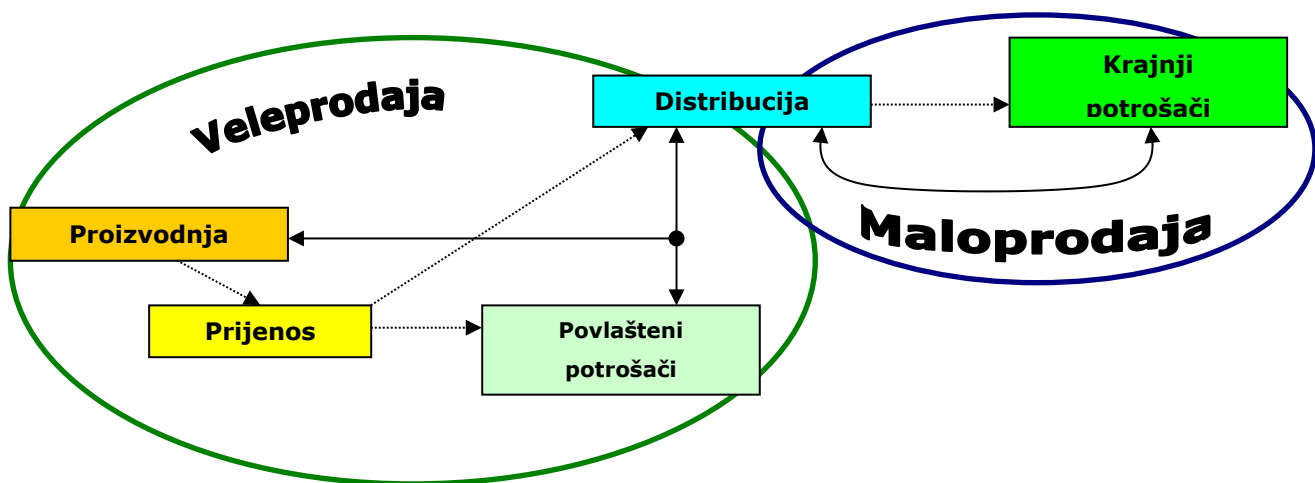 Veleprodaja
Distribucija
Krajnji
potrošači
Maloprodaja
Proizvodnja
Prijenos
Povlašteni
potrošači